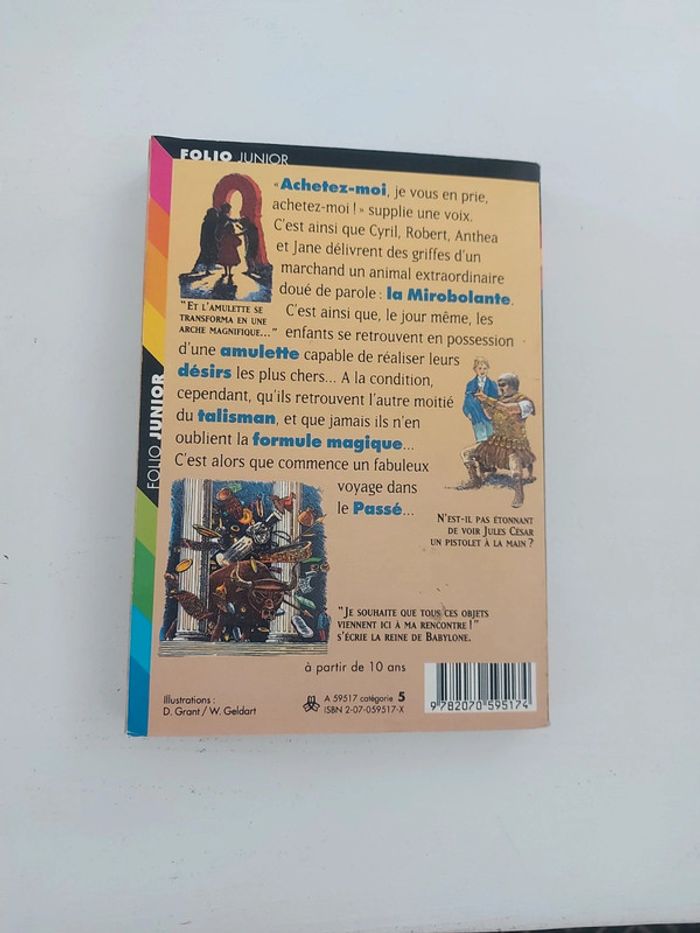 FOLIO JUNIOR
« Achetez-moi, je vous en prie,
achetez-moi ! » supplie une voix.
C'est ainsi que Cyril, Robert, Anthea
et Jane délivrent des griffes d'un
marchand un animal extraordinaire
doué de parole : la Mirobolante.
"ET L'AMULETTE SE
TRANSFORMA EN UNE
ARCHE MAGNIFIQUE..."
C'est ainsi que, le jour même, les
enfants se retrouvent en possession
d'une amulette capable de réaliser leurs
désirs les plus chers... A la condition,
cependant, qu'ils retrouvent l'autre moitié
du talisman, et que jamais ils n'en
oublient la formule magique...
C'est alors que commence un fabuleux
voyage dans
le Passé...
FOLIO JUNIOR
N'EST-IL PAS ÉTONNANT
DE VOIR JULES CÉSAR
UN PISTOLET À LA MAIN ?
"JE SOUHAITE QUE TOUS CES OBJETS
VIENNENT ICI À MA RENCONTRE !"
S'ÉCRIE LA REINE DE BABYLONE.
à partir de 10 ans
Illustrations :
D. Grant / W. Geldart
A 59517 catégorie 5
ISBN 2-07-059517-X
9 782070 595174